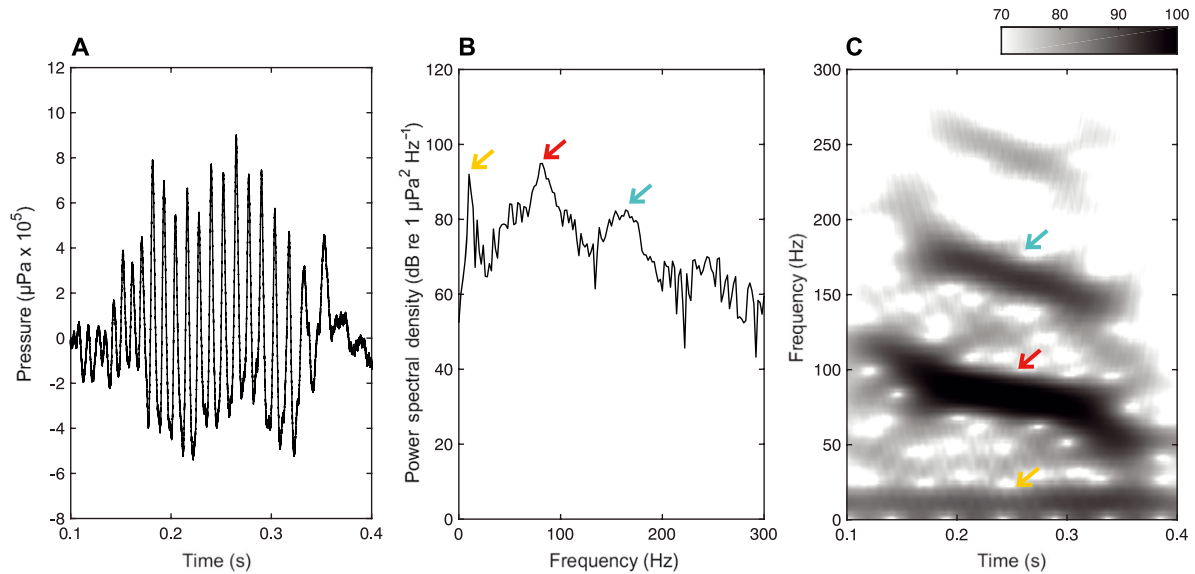 A
Pressure (µPa x 10⁵)
12
10
8
6
4
2
0
-2
-4
-6
-8
0.1 0.2 0.3 0.4
Time (s)
B
Power spectral density (dB re 1 µPa² Hz⁻¹)
120
100
80
60
40
20
0
0 100 200 300
Frequency (Hz)
70 80 90 100
C
Frequency (Hz)
300
250
200
150
100
50
0
0.1 0.2 0.3 0.4
Time (s)